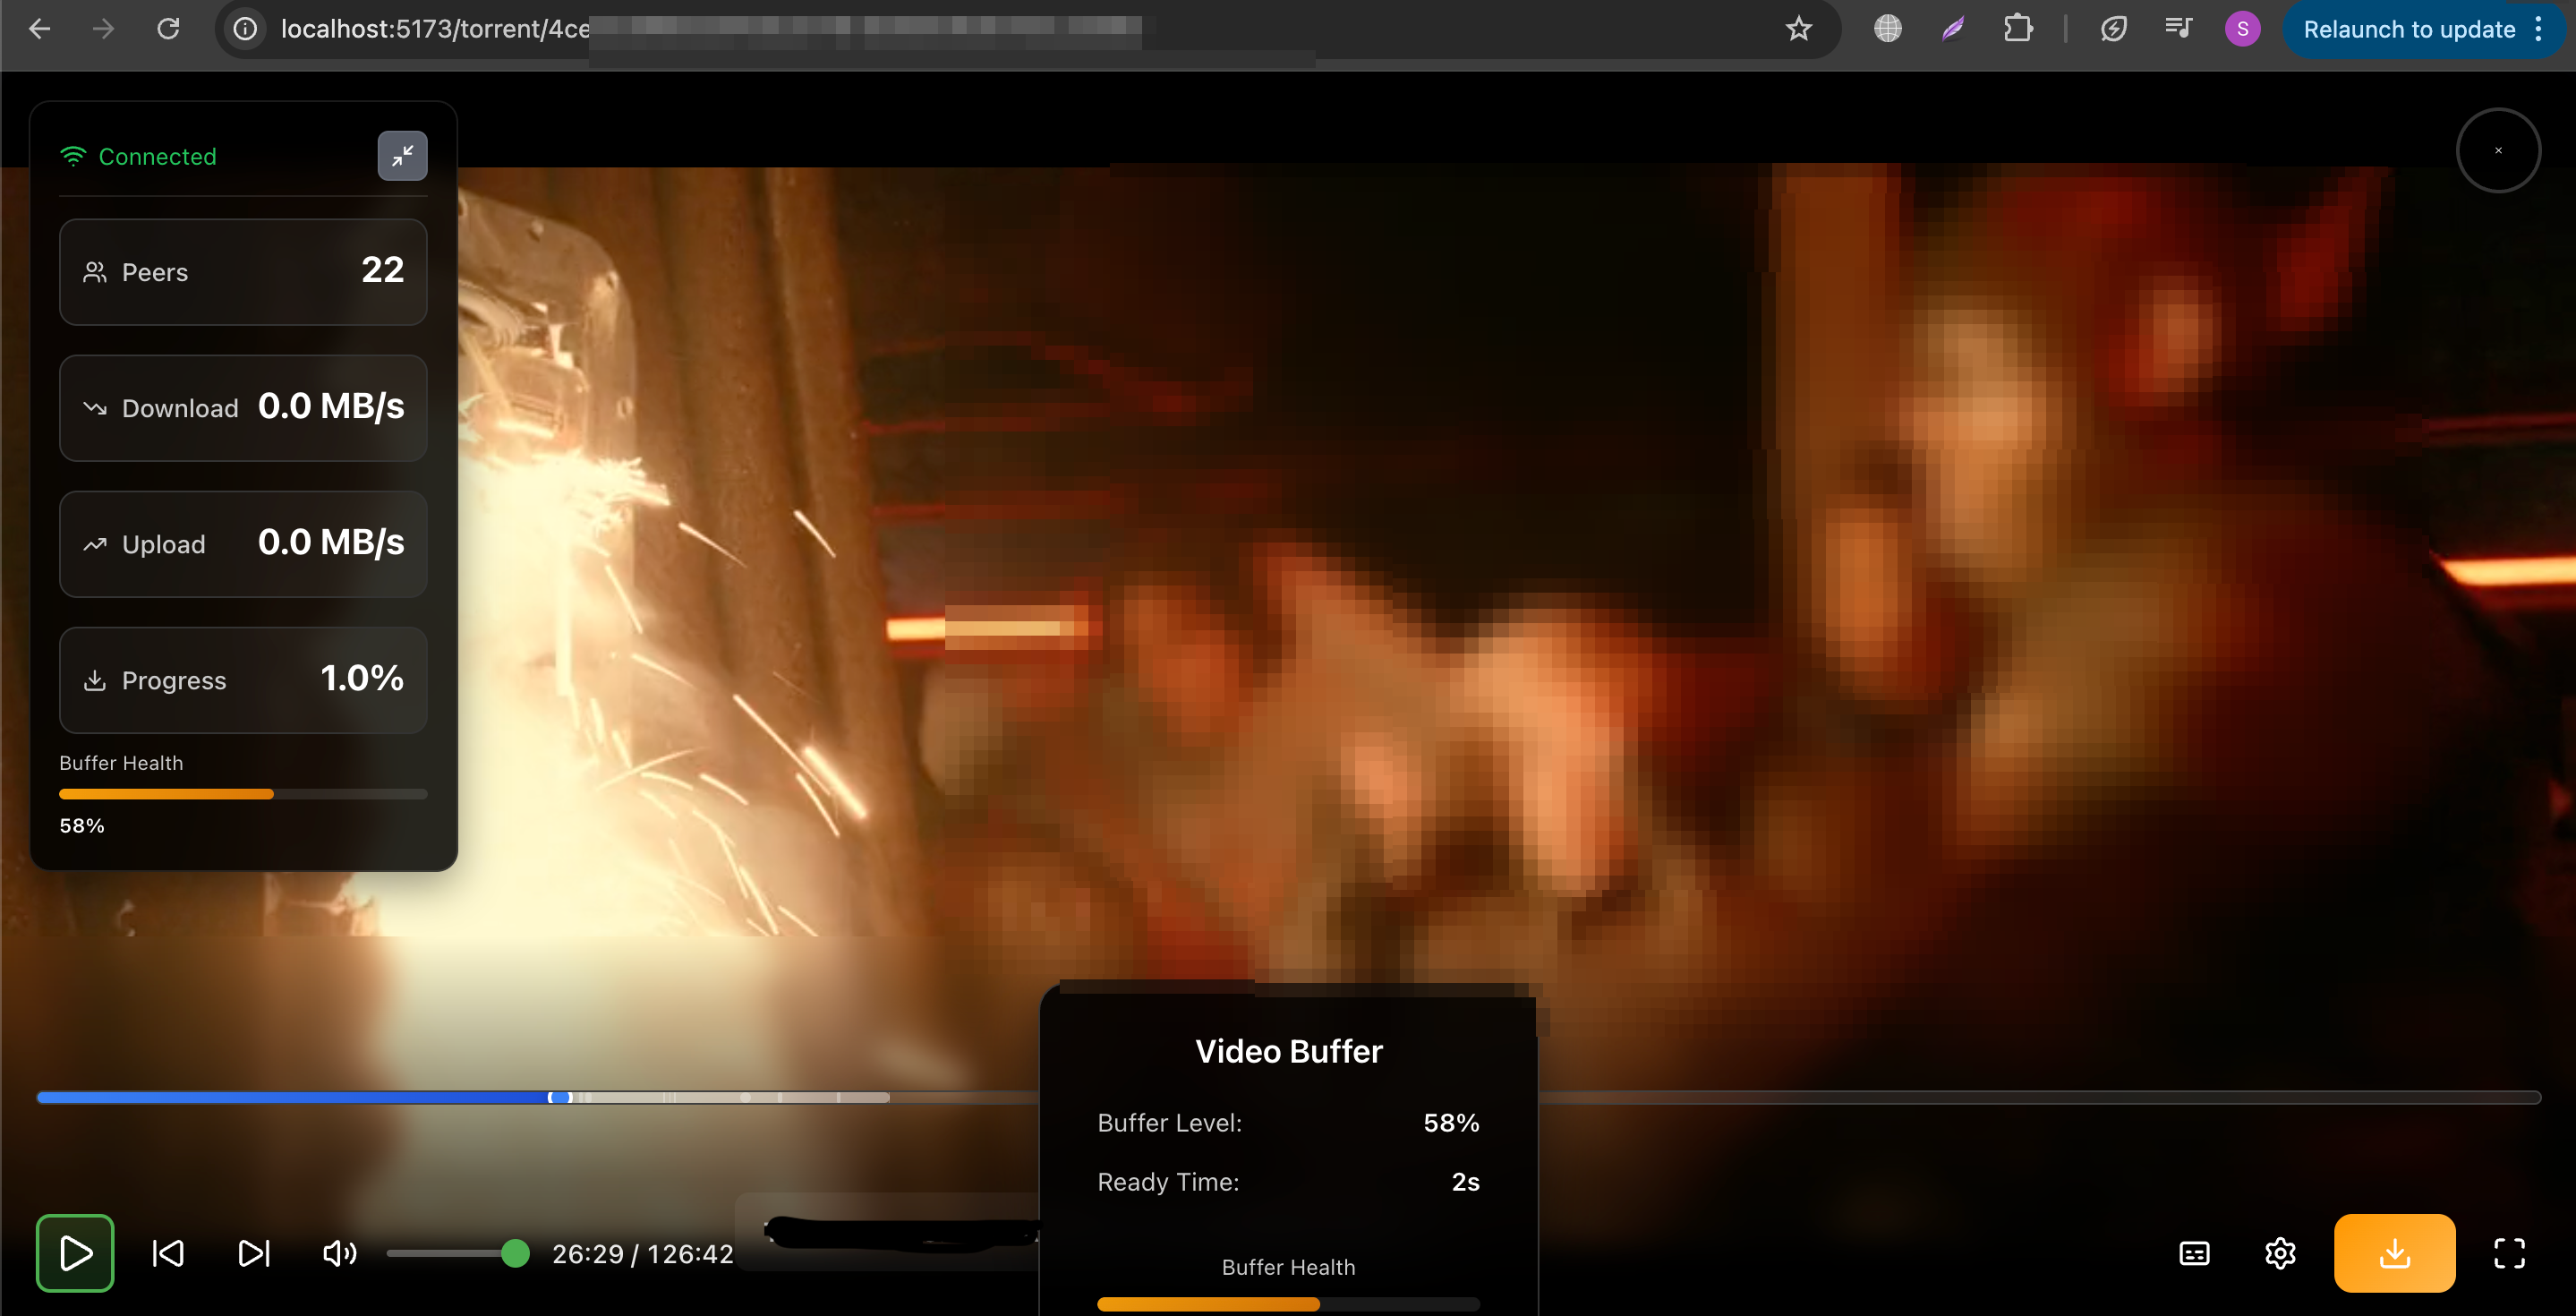 localhost:5173/torrent/4ce
S
Relaunch to update
Connected
Peers 22
Download 0.0 MB/s
Upload 0.0 MB/s
Progress 1.0%
Buffer Health
58%
Video Buffer
Buffer Level: 58%
Ready Time: 2s
Buffer Health
26:29 / 126:42